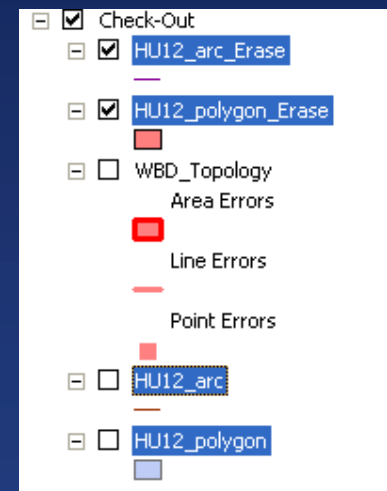 Check-Out
HU12_arc_Erase
HU12_polygon_Erase
WBD_Topology
Area Errors
Line Errors
Point Errors
HU12_arc
HU12_polygon